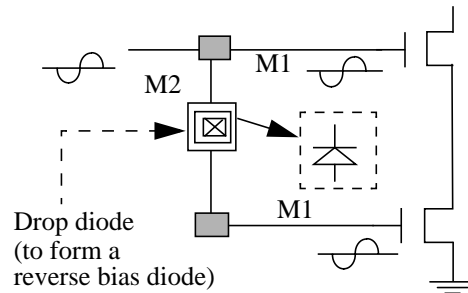 M1
M2
M1
Drop diode
(to form a
reverse bias diode)